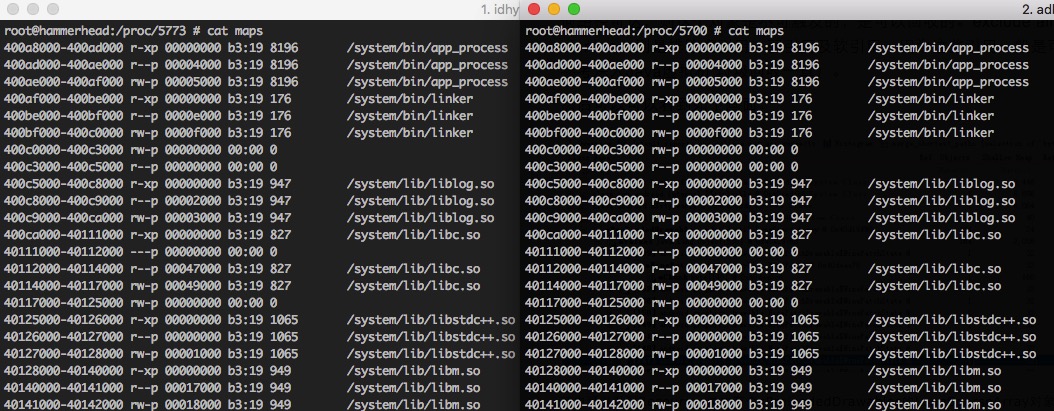 1. idhy
root@hammerhead:/proc/5773 # cat maps
400a8000-400ad000 r-xp 00000000 b3:19 8196 /system/bin/app_process
400ad000-400ae000 r--p 00004000 b3:19 8196 /system/bin/app_process
400ae000-400af000 rw-p 00005000 b3:19 8196 /system/bin/app_process
400af000-400be000 r-xp 00000000 b3:19 176 /system/bin/linker
400be000-400bf000 r--p 0000e000 b3:19 176 /system/bin/linker
400bf000-400c0000 rw-p 0000f000 b3:19 176 /system/bin/linker
400c0000-400c3000 rw-p 00000000 00:00 0
400c3000-400c5000 r--p 00000000 00:00 0
400c5000-400c8000 r-xp 00000000 b3:19 947 /system/lib/liblog.so
400c8000-400c9000 r--p 00002000 b3:19 947 /system/lib/liblog.so
400c9000-400ca000 rw-p 00003000 b3:19 947 /system/lib/liblog.so
400ca000-40111000 r-xp 00000000 b3:19 827 /system/lib/libc.so
40111000-40112000 ---p 00000000 00:00 0
40112000-40114000 r--p 00047000 b3:19 827 /system/lib/libc.so
40114000-40117000 rw-p 00049000 b3:19 827 /system/lib/libc.so
40117000-40125000 rw-p 00000000 00:00 0
40125000-40126000 r-xp 00000000 b3:19 1065 /system/lib/libstdc++.so
40126000-40127000 r--p 00000000 b3:19 1065 /system/lib/libstdc++.so
40127000-40128000 rw-p 00001000 b3:19 1065 /system/lib/libstdc++.so
40128000-40140000 r-xp 00000000 b3:19 949 /system/lib/libm.so
40140000-40141000 r--p 00017000 b3:19 949 /system/lib/libm.so
40141000-40142000 rw-p 00018000 b3:19 949 /system/lib/libm.so
2. adl
root@hammerhead:/proc/5700 # cat maps
400a8000-400ad000 r-xp 00000000 b3:19 8196 /system/bin/app_process
400ad000-400ae000 r--p 00004000 b3:19 8196 /system/bin/app_process
400ae000-400af000 rw-p 00005000 b3:19 8196 /system/bin/app_process
400af000-400be000 r-xp 00000000 b3:19 176 /system/bin/linker
400be000-400bf000 r--p 0000e000 b3:19 176 /system/bin/linker
400bf000-400c0000 rw-p 0000f000 b3:19 176 /system/bin/linker
400c0000-400c3000 rw-p 00000000 00:00 0
400c3000-400c5000 r--p 00000000 00:00 0
400c5000-400c8000 r-xp 00000000 b3:19 947 /system/lib/liblog.so
400c8000-400c9000 r--p 00002000 b3:19 947 /system/lib/liblog.so
400c9000-400ca000 rw-p 00003000 b3:19 947 /system/lib/liblog.so
400ca000-40111000 r-xp 00000000 b3:19 827 /system/lib/libc.so
40111000-40112000 ---p 00000000 00:00 0
40112000-40114000 r--p 00047000 b3:19 827 /system/lib/libc.so
40114000-40117000 rw-p 00049000 b3:19 827 /system/lib/libc.so
40117000-40125000 rw-p 00000000 00:00 0
40125000-40126000 r-xp 00000000 b3:19 1065 /system/lib/libstdc++.so
40126000-40127000 r--p 00000000 b3:19 1065 /system/lib/libstdc++.so
40127000-40128000 rw-p 00001000 b3:19 1065 /system/lib/libstdc++.so
40128000-40140000 r-xp 00000000 b3:19 949 /system/lib/libm.so
40140000-40141000 r--p 00017000 b3:19 949 /system/lib/libm.so
40141000-40142000 rw-p 00018000 b3:19 949 /system/lib/libm.so